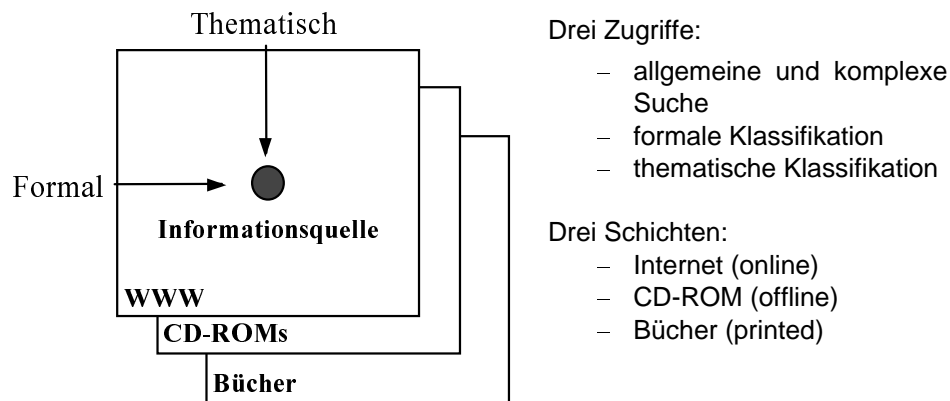 Thematisch
Formal
Informationsquelle
WWW
CD-ROMs
Bücher
Drei Zugriffe:
– allgemeine und komplexe
Suche
– formale Klassifikation
– thematische Klassifikation
Drei Schichten:
– Internet (online)
– CD-ROM (offline)
– Bücher (printed)